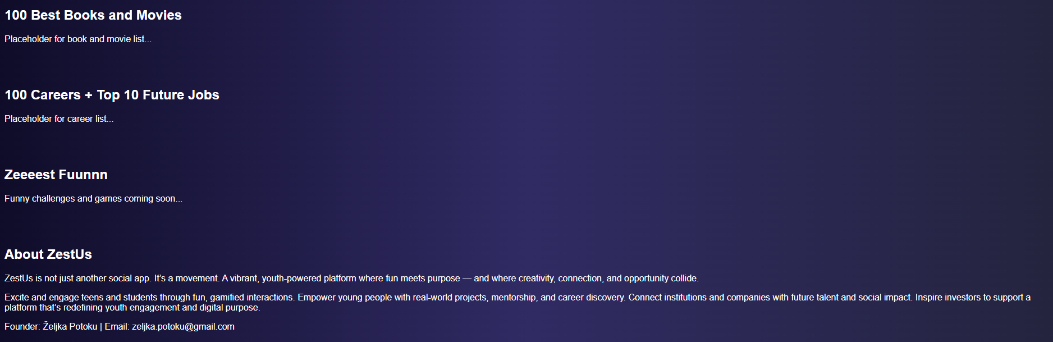 100 Best Books and Movies
Placeholder for book and movie list...
100 Careers + Top 10 Future Jobs
Placeholder for career list...
Zeeeest Fuunnn
Funny challenges and games coming soon...
About ZestUs
ZestUs is not just another social app. It's a movement. A vibrant, youth-powered platform where fun meets purpose — and where creativity, connection, and opportunity collide.
Excite and engage teens and students through fun, gamified interactions. Empower young people with real-world projects, mentorship, and career discovery. Connect institutions and companies with future talent and social impact. Inspire investors to support a
platform that's redefining youth engagement and digital purpose.
Founder: Željka Potoku | Email: zeljka.potoku@gmail.com